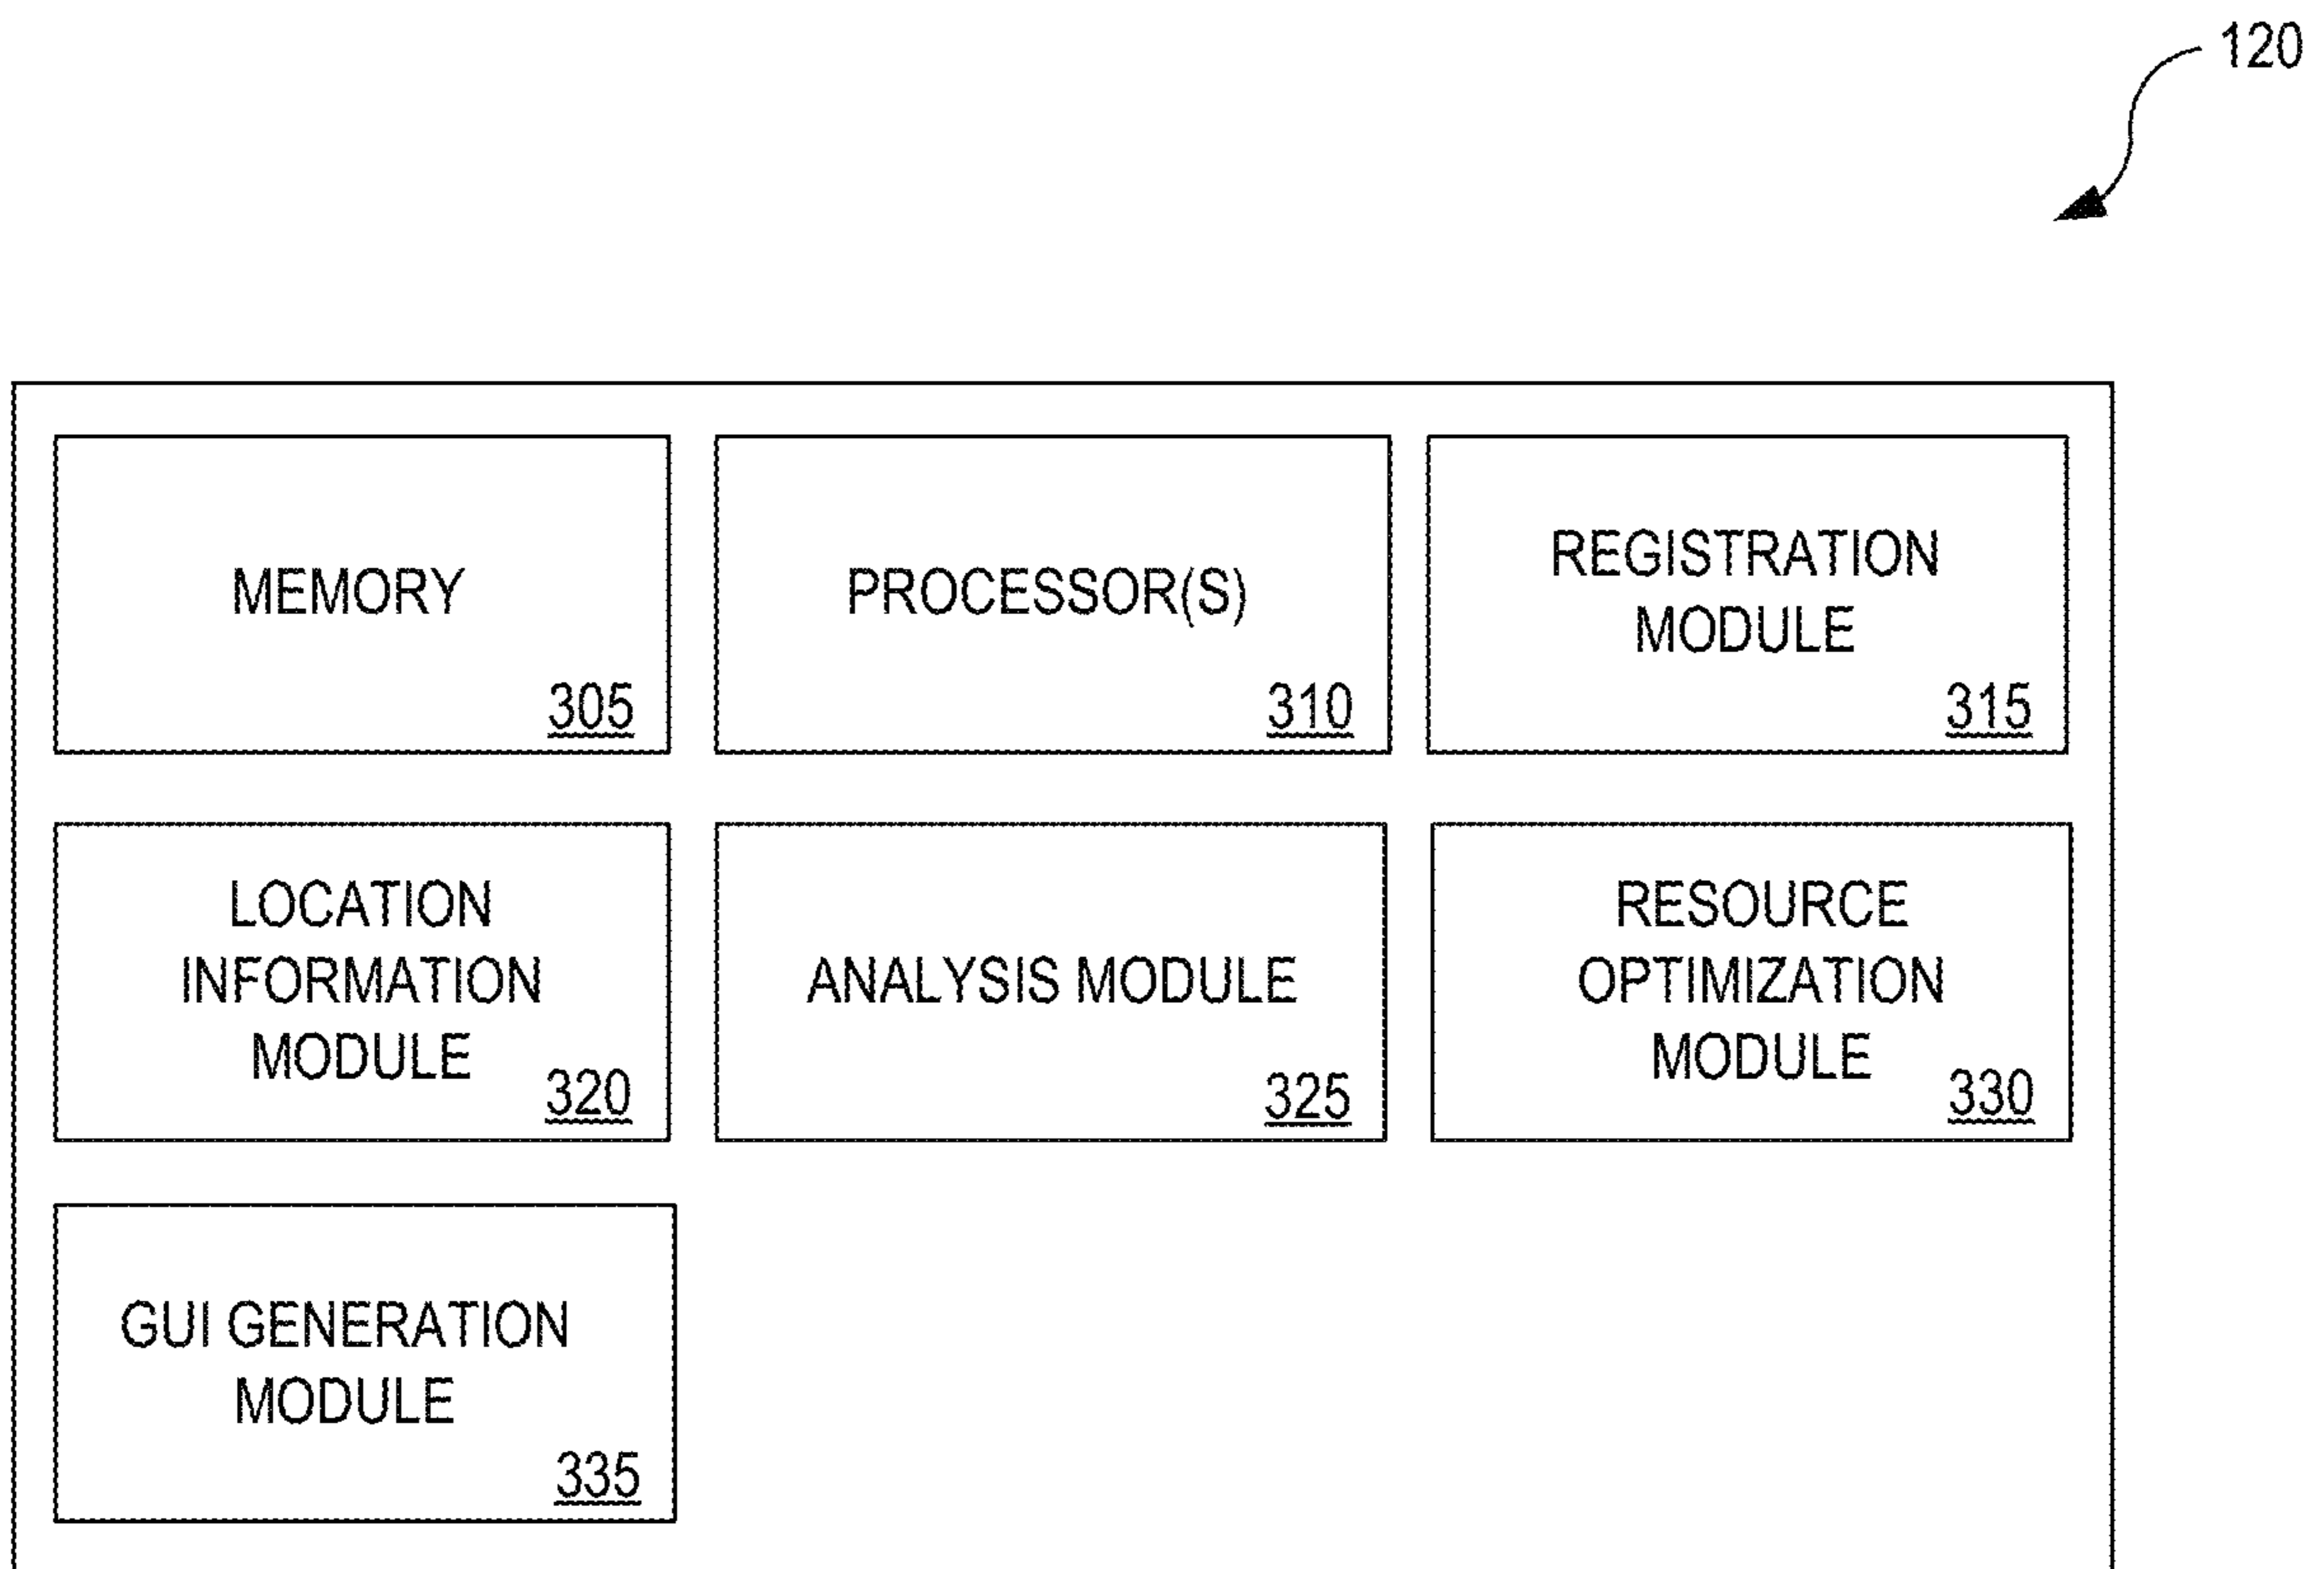 120
MEMORY
305
PROCESSOR(S)
310
REGISTRATION
MODULE
315
LOCATION
INFORMATION
MODULE
320
ANALYSIS MODULE
325
RESOURCE
OPTIMIZATION
MODULE
330
GUI GENERATION
MODULE
335